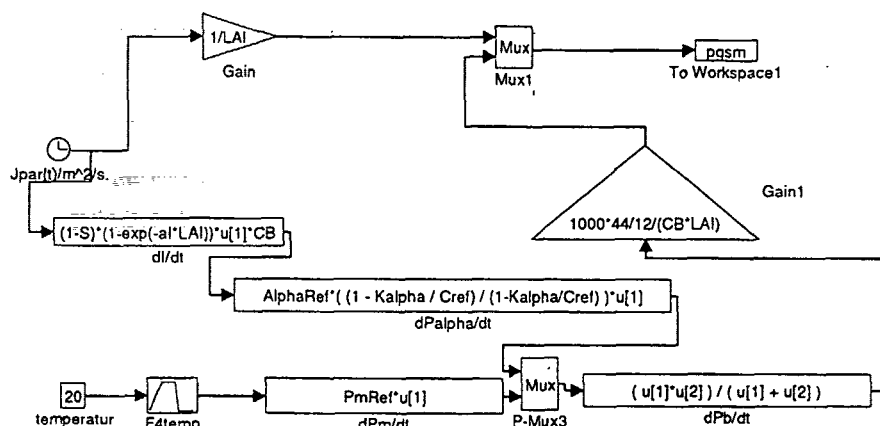 1/LAI
Gain
Mux
Mux1
pgsm
To Workspace1
Jpar(t)/m^2/s.
Gain1
1000*44/12/(CB*LAI)
(1-S)*(1-exp(-al*LAI))*u[1]*CB
dI/dt
AlphaRef*( (1 - Kalpha / Cref) / (1-Kalpha/Cref) )*u[1]
dPalpha/dt
20
temperatur
F4temp
PmRef*u[1]
dPm/dt
Mux
P-Mux3
( u[1]*u[2] ) / ( u[1] + u[2] )
dPb/dt